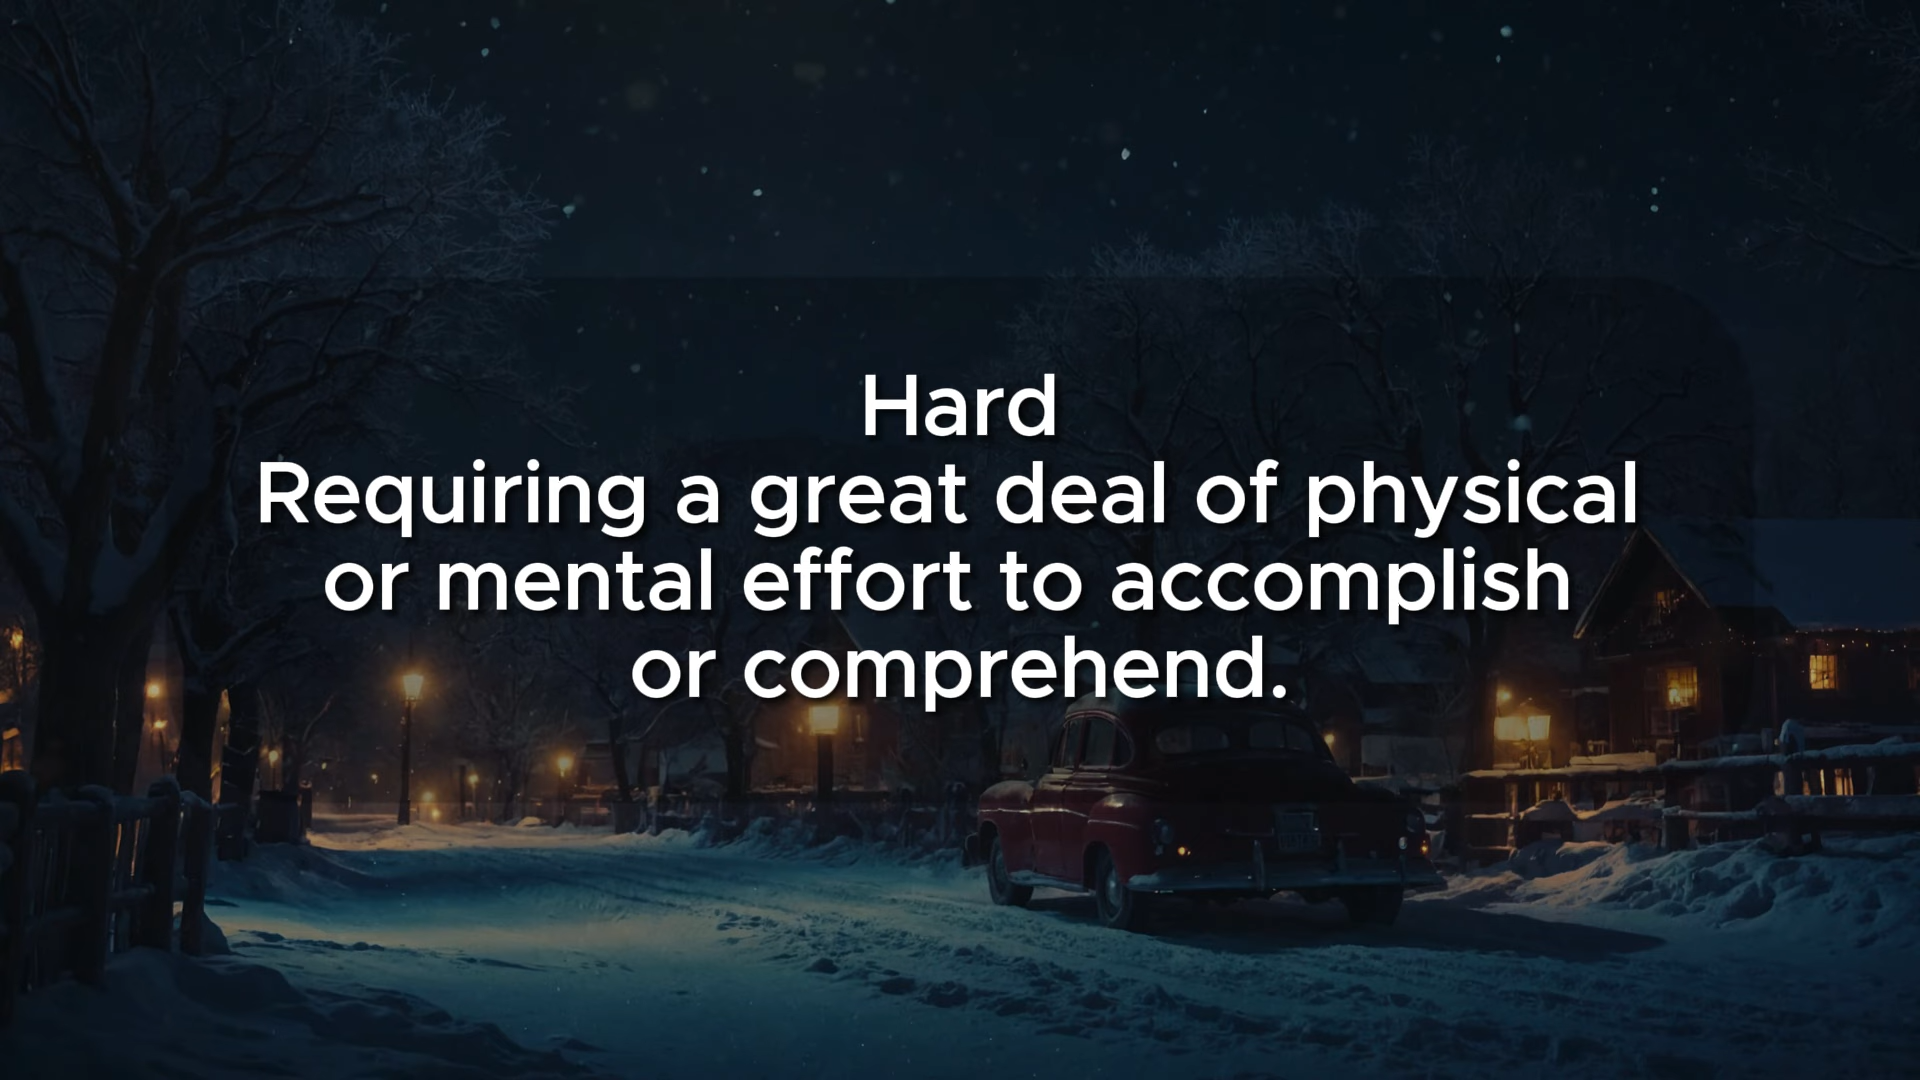 Hard
Requiring a great deal of physical
or mental effort to accomplish
or comprehend.